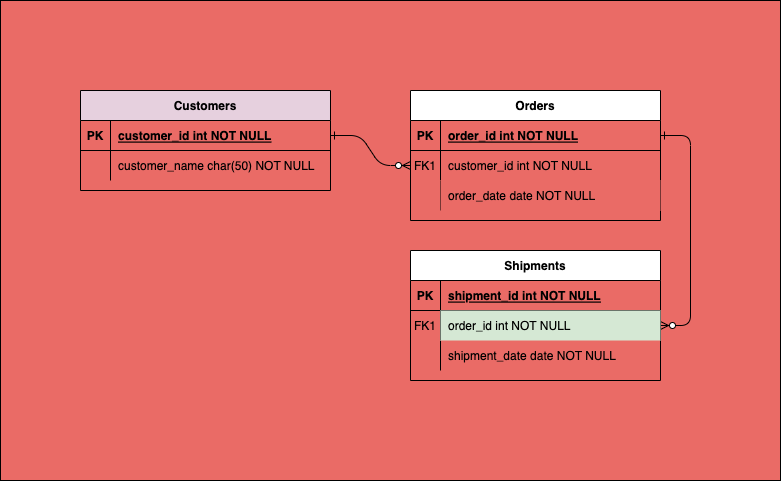 Customers
PK customer_id int NOT NULL
customer_name char(50) NOT NULL
Orders
PK order_id int NOT NULL
FK1 customer_id int NOT NULL
order_date date NOT NULL
Shipments
PK shipment_id int NOT NULL
FK1 order_id int NOT NULL
shipment_date date NOT NULL